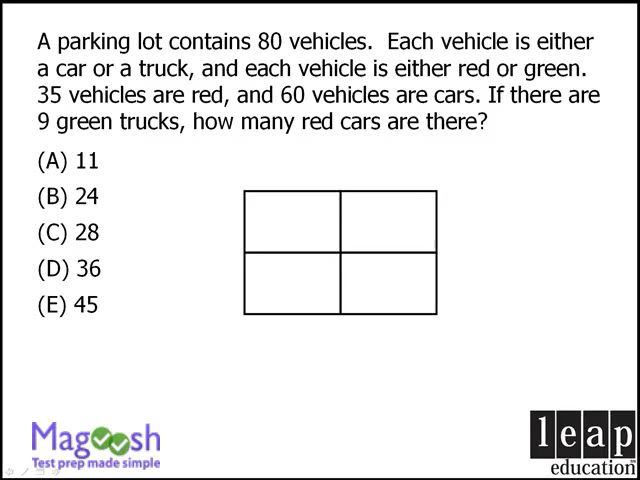 A parking lot contains 80 vehicles. Each vehicle is either
a car or a truck, and each vehicle is either red or green.
35 vehicles are red, and 60 vehicles are cars. If there are
9 green trucks, how many red cars are there?
(A) 11
(B) 24
(C) 28
(D) 36
(E) 45
Magoosh
Test prep made simple
leap
education